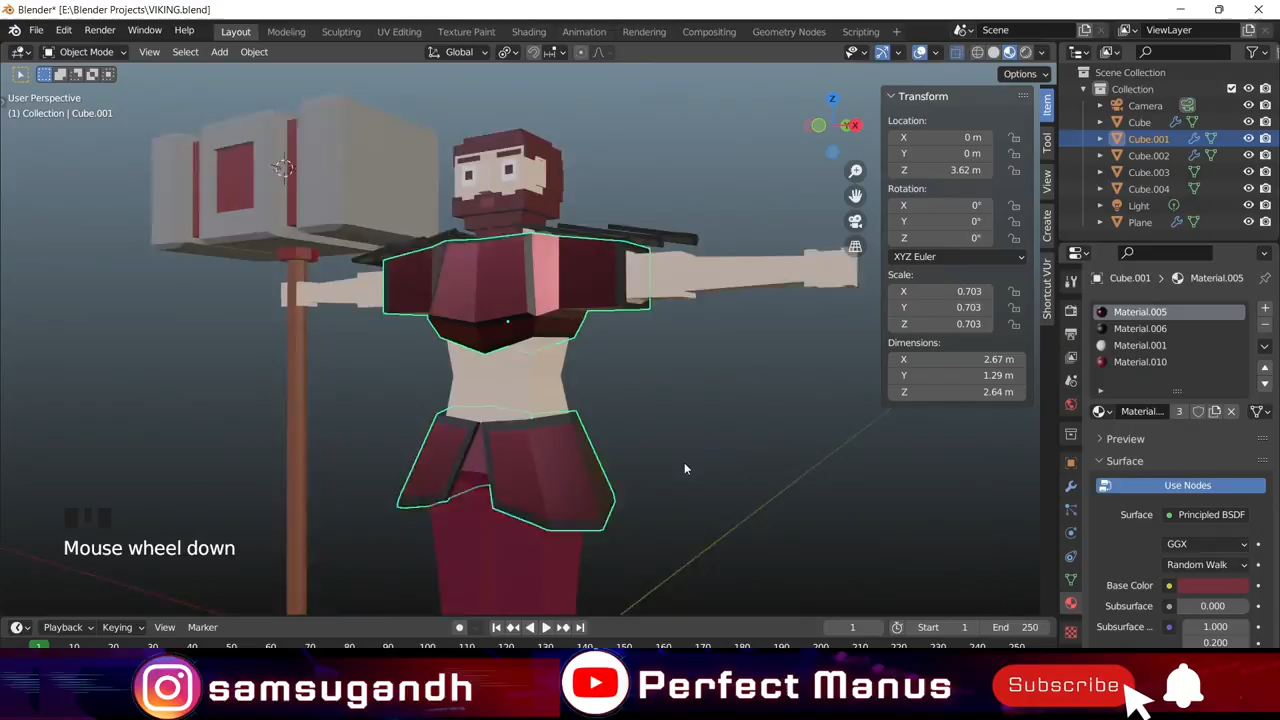 Blender* [E:\Blender Projects\VIKING.blend]
File Edit Render Window Help Layout Modeling Sculpting UV Editing Texture Paint Shading Animation Rendering Compositing Geometry Nodes Scripting + Scene ViewLayer
Object Mode View Select Add Object Global
Options
User Perspective
(1) Collection | Cube.001
Z
Y X
Transform
Location:
X 0 m
Y 0 m
Z 3.62 m
Rotation:
X 0°
Y 0°
Z 0°
XYZ Euler
Scale:
X 0.703
Y 0.703
Z 0.703
Dimensions:
X 2.67 m
Y 1.29 m
Z 2.64 m
Item
Tool
View
Create
Shortcut VUr
Scene Collection
Collection
Camera
Cube
Cube.001
Cube.002
Cube.003
Cube.004
Light
Plane
Cube.001 > Material.005
Material.005
Material.006
Material.001
Material.010
Material... 3
Preview
Surface
Use Nodes
Surface Principled BSDF
GGX
Random Walk
Base Color
Subsurface 0.000
Subsurface .. 1.000
0.200
Mouse wheel down
Playback Keying View Marker 1 Start 1 End 250
1 10 20 30 40 50 60 70 80 90 100 110 120 130 140 150 160 170 180 190 200 210 220 230 240 250
samsugandh Perfect Manus Subscribe